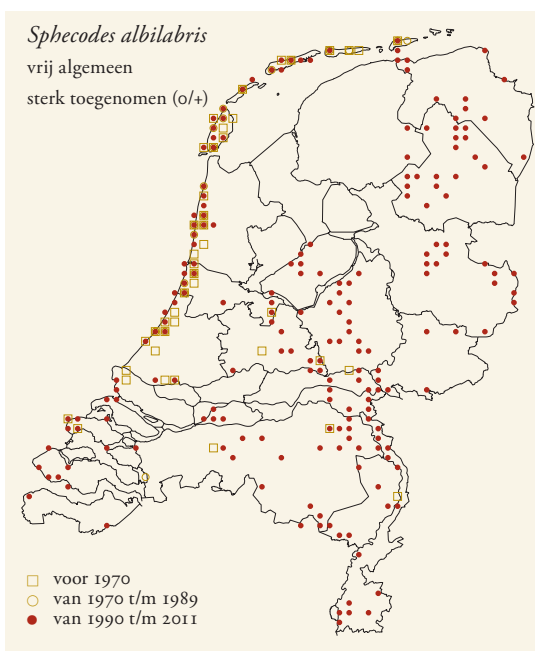 Sphecodes albilabris
vrij algemeen
sterk toegenomen (0/+)
voor 1970
van 1970 t/m 1989
van 1990 t/m 2011